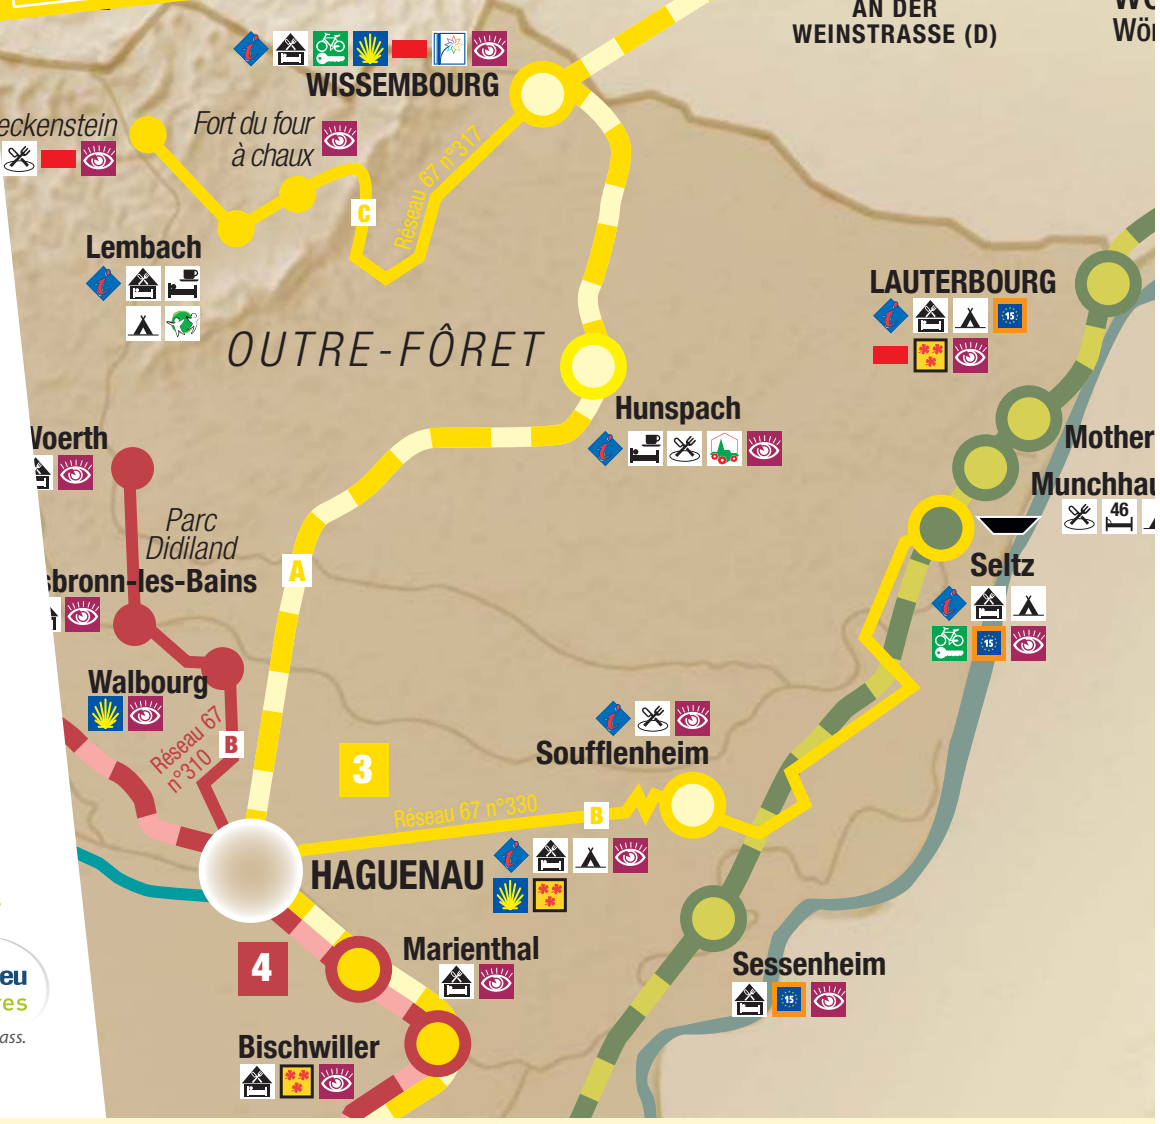 AN DER
WEINSTRASSE (D)
WISSEMBOURG
eckenstein
Fort du four
à chaux
Réseau 67 n°317
C
Lembach
OUTRE-FÔRET
LAUTERBOURG
15
Hunspach
Woerth
Mother
Munchhau
46
Parc
Didiland
sbronn-les-Bains
A
Seltz
15
Walbourg
Réseau 67
n°310
B
Soufflenheim
3
Réseau 67 n°330
B
HAGUENAU
4
Marienthal
Sessenheim
15
Bischwiller
eu
res
ass.